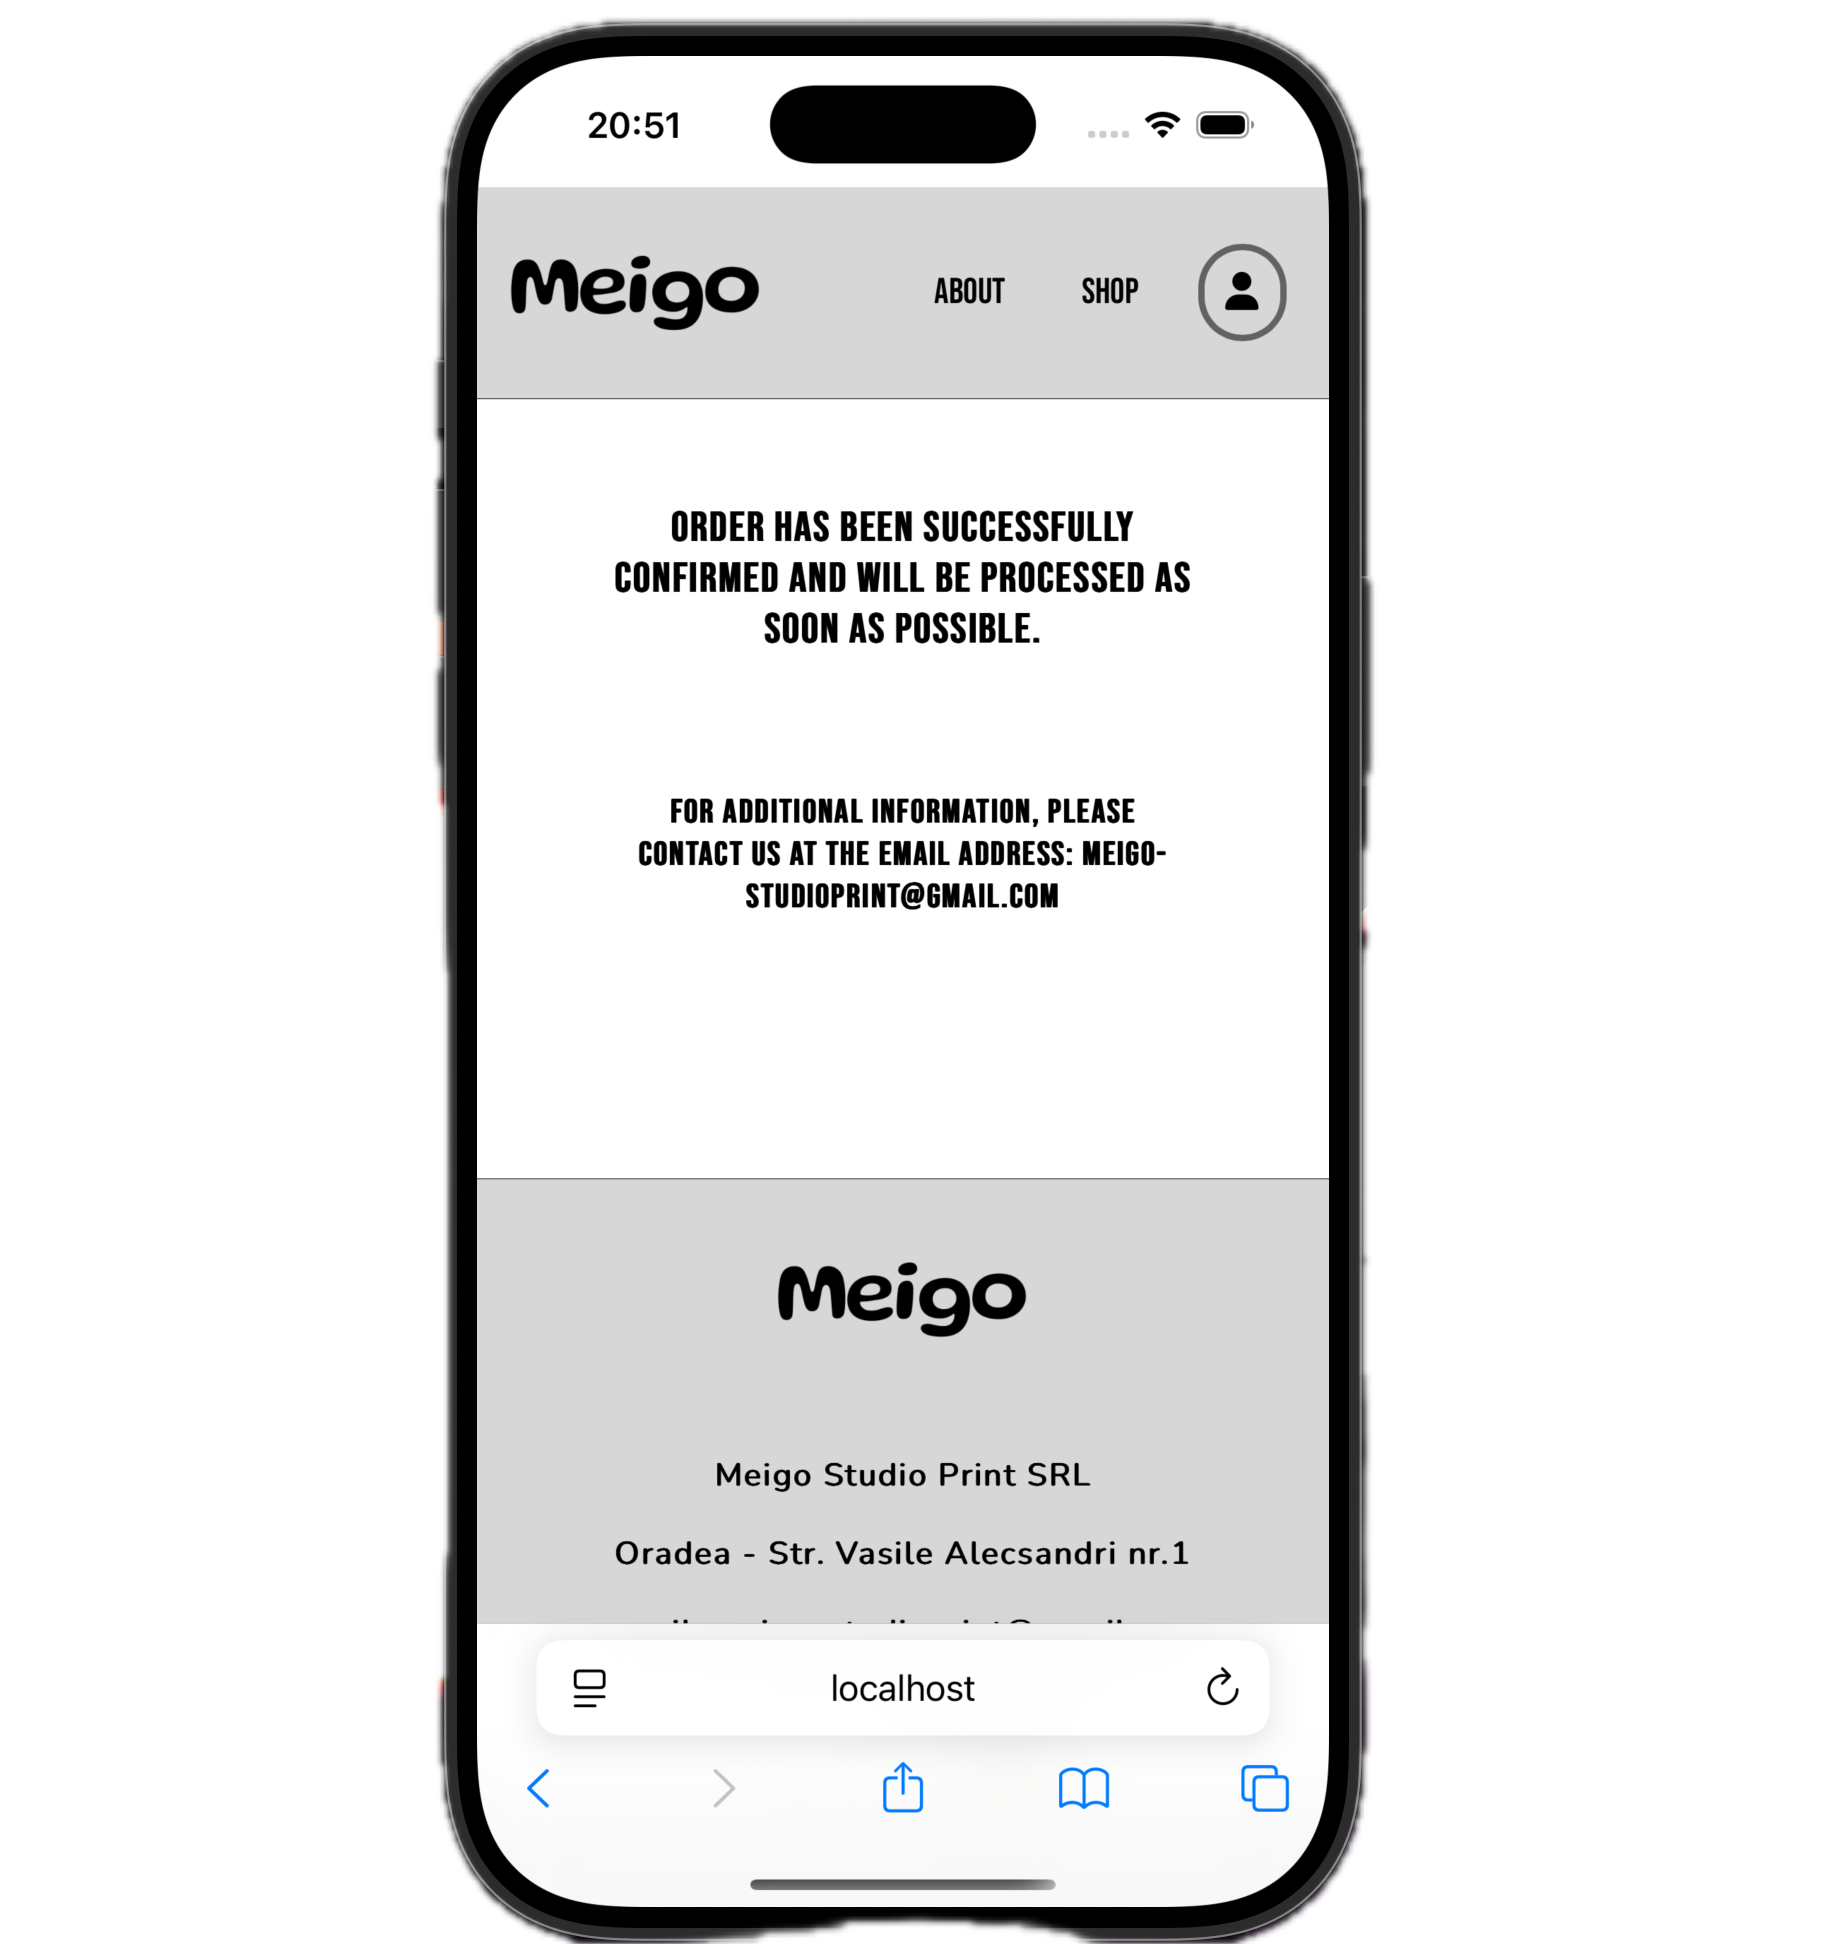 20:51
Meigo
ABOUT
SHOP
ORDER HAS BEEN SUCCESSFULLY
CONFIRMED AND WILL BE PROCESSED AS
SOON AS POSSIBLE.
FOR ADDITIONAL INFORMATION, PLEASE
CONTACT US AT THE EMAIL ADDRESS: MEIGO-
STUDIOPRINT@GMAIL.COM
Meigo
Meigo Studio Print SRL
Oradea - Str. Vasile Alecsandri nr.1
localhost